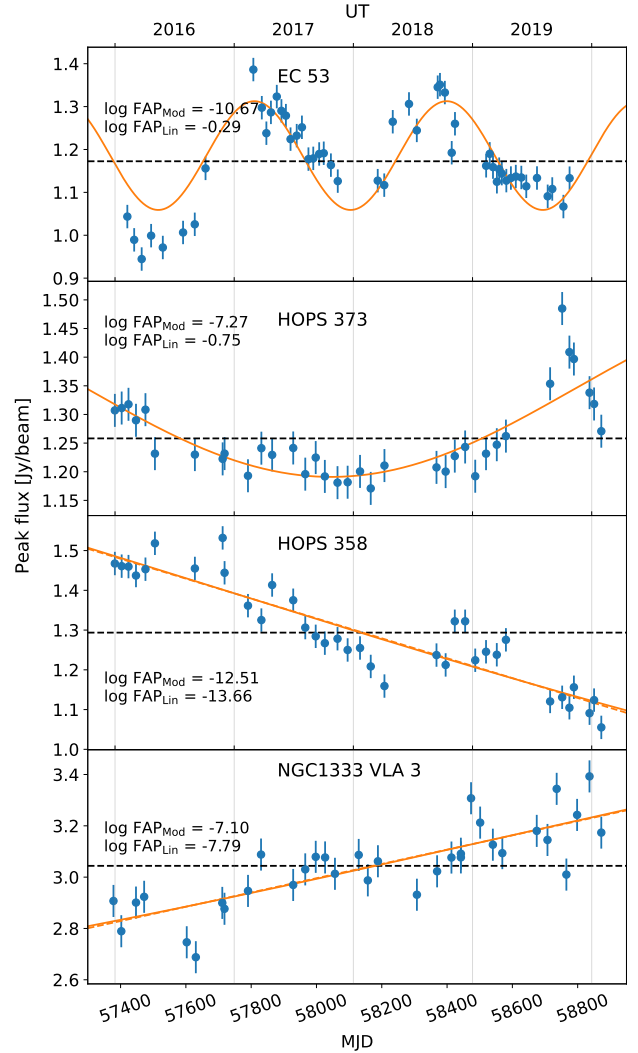 UT
2016 2017 2018 2019
EC 53
log FAP_Mod = -10.67
log FAP_Lin = -0.29
1.4
1.3
1.2
1.1
1.0
0.9
HOPS 373
log FAP_Mod = -7.27
log FAP_Lin = -0.75
1.50
1.45
1.40
1.35
1.30
1.25
1.20
1.15
Peak flux [Jy/beam]
HOPS 358
log FAP_Mod = -12.51
log FAP_Lin = -13.66
1.5
1.4
1.3
1.2
1.1
1.0
NGC1333 VLA 3
log FAP_Mod = -7.10
log FAP_Lin = -7.79
3.4
3.2
3.0
2.8
2.6
57400 57600 57800 58000 58200 58400 58600 58800
MJD